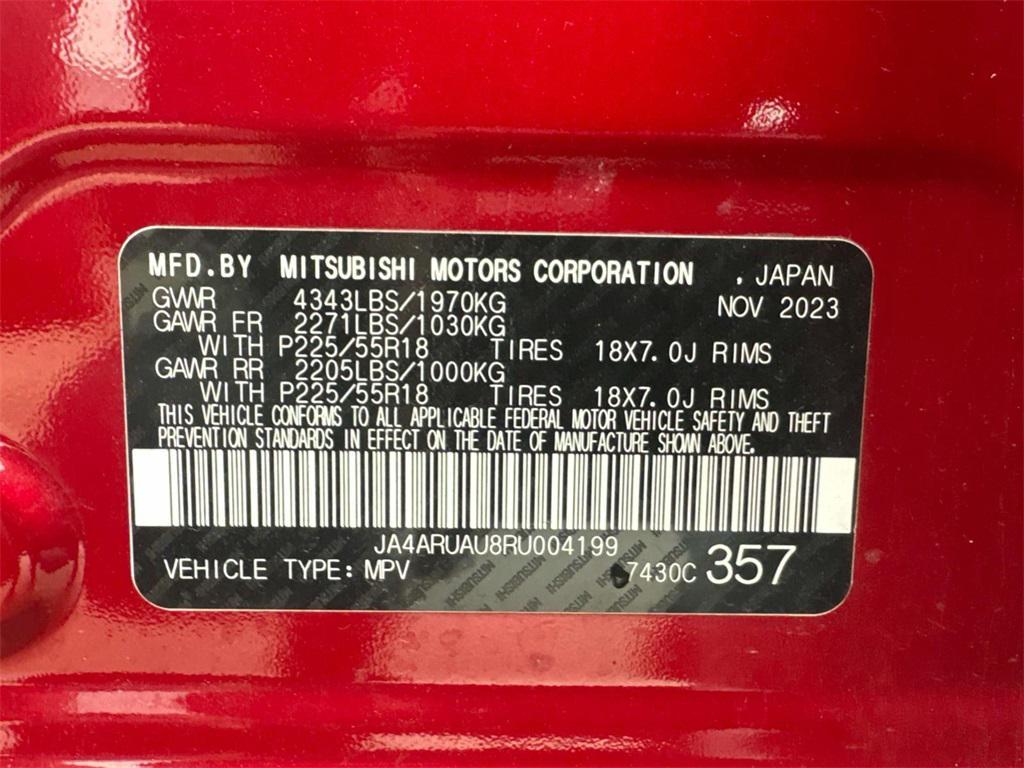 MFD.BY MITSUBISHI MOTORS CORPORATION . JAPAN
GVWR 4343LBS/1970KG NOV 2023
GAWR FR 2271LBS/1030KG
WITH P225/55R18 TIRES 18X7.0J RIMS
GAWR RR 2205LBS/1000KG
WITH P225/55R18 TIRES 18X7.0J RIMS
THIS VEHICLE CONFORMS TO ALL APPLICABLE FEDERAL MOTOR VEHICLE SAFETY AND THEFT
PREVENTION STANDARDS IN EFFECT ON THE DATE OF MANUFACTURE SHOWN ABOVE.
JA4ARUAU8RU004199
VEHICLE TYPE: MPV 7430C 357